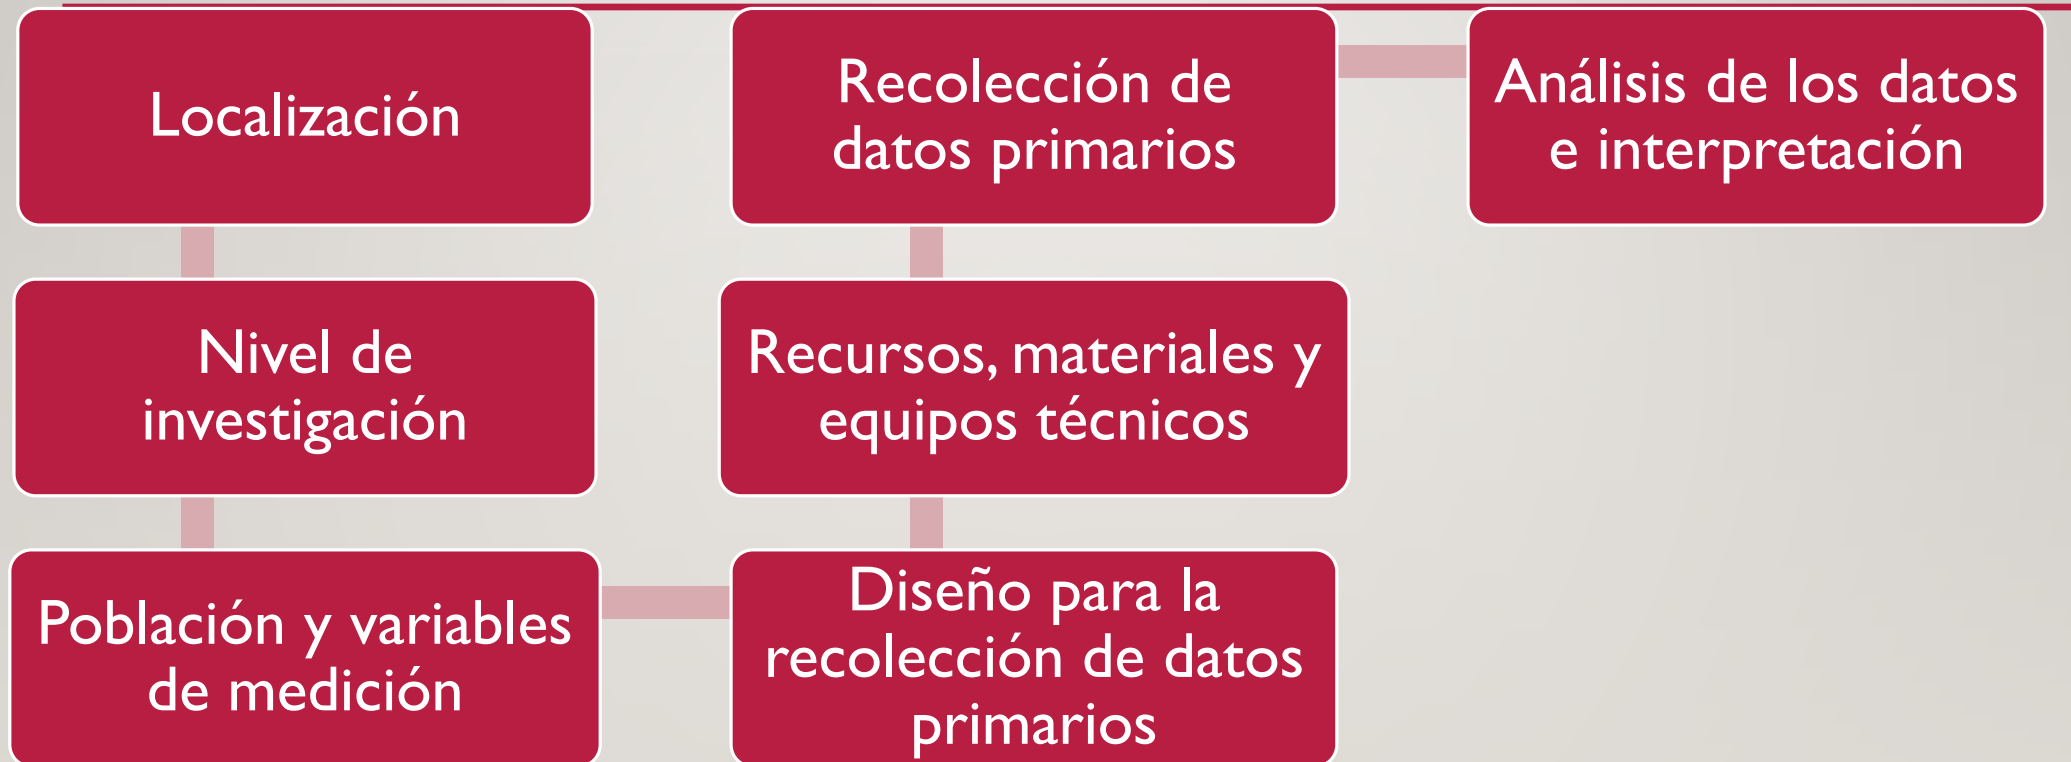 Localización
Nivel de
investigación
Población y variables
de medición
Diseño para la
recolección de datos
primarios
Recursos, materiales y
equipos técnicos
Recolección de
datos primarios
Análisis de los datos
e interpretación